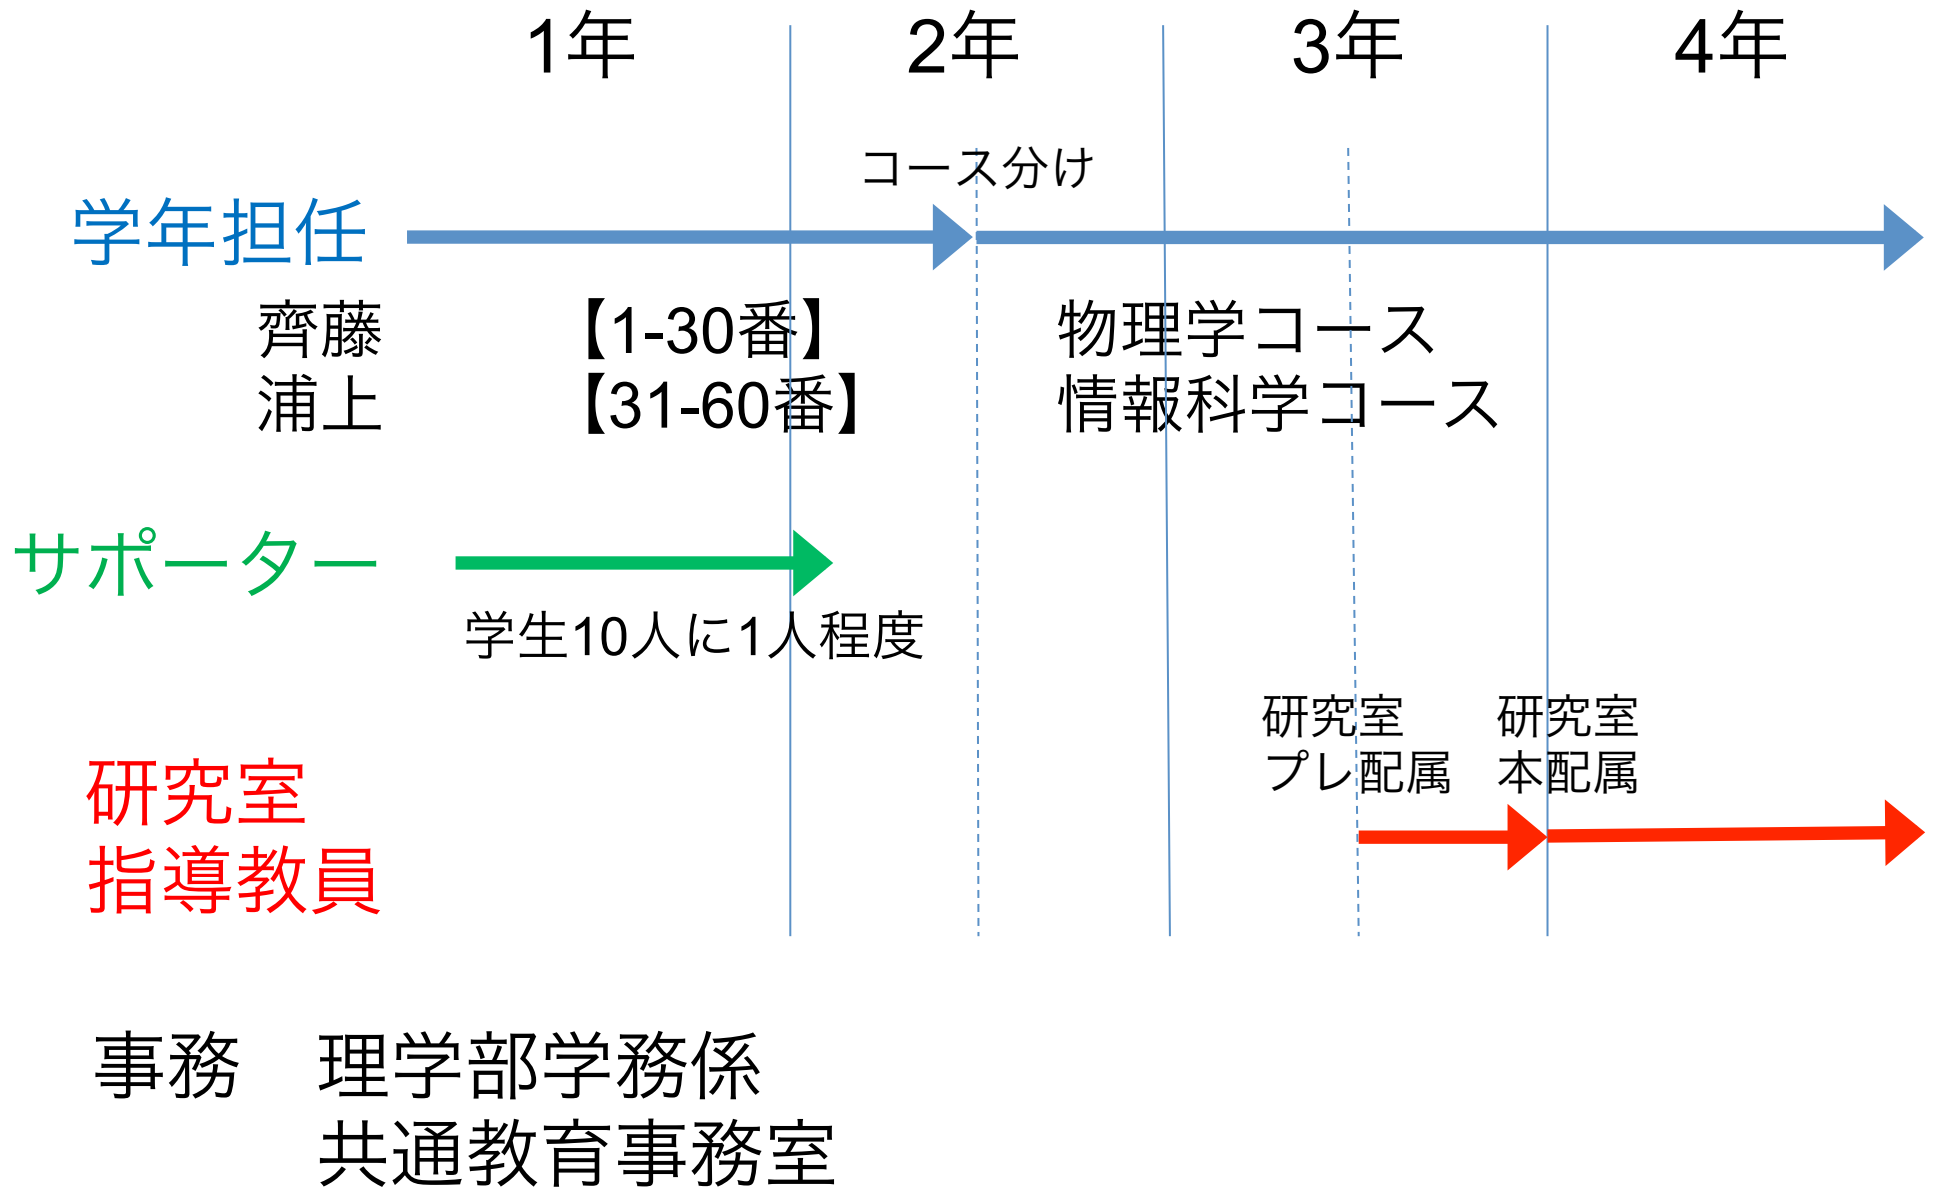 1年 2年 3年 4年
コース分け
学年担任
齊藤 【1-30番】 物理学コース
浦上 【31-60番】 情報科学コース
サポーター
学生10人に1人程度
研究室 研究室
プレ配属 本配属
研究室
指導教員
事務 理学部学務係
共通教育事務室